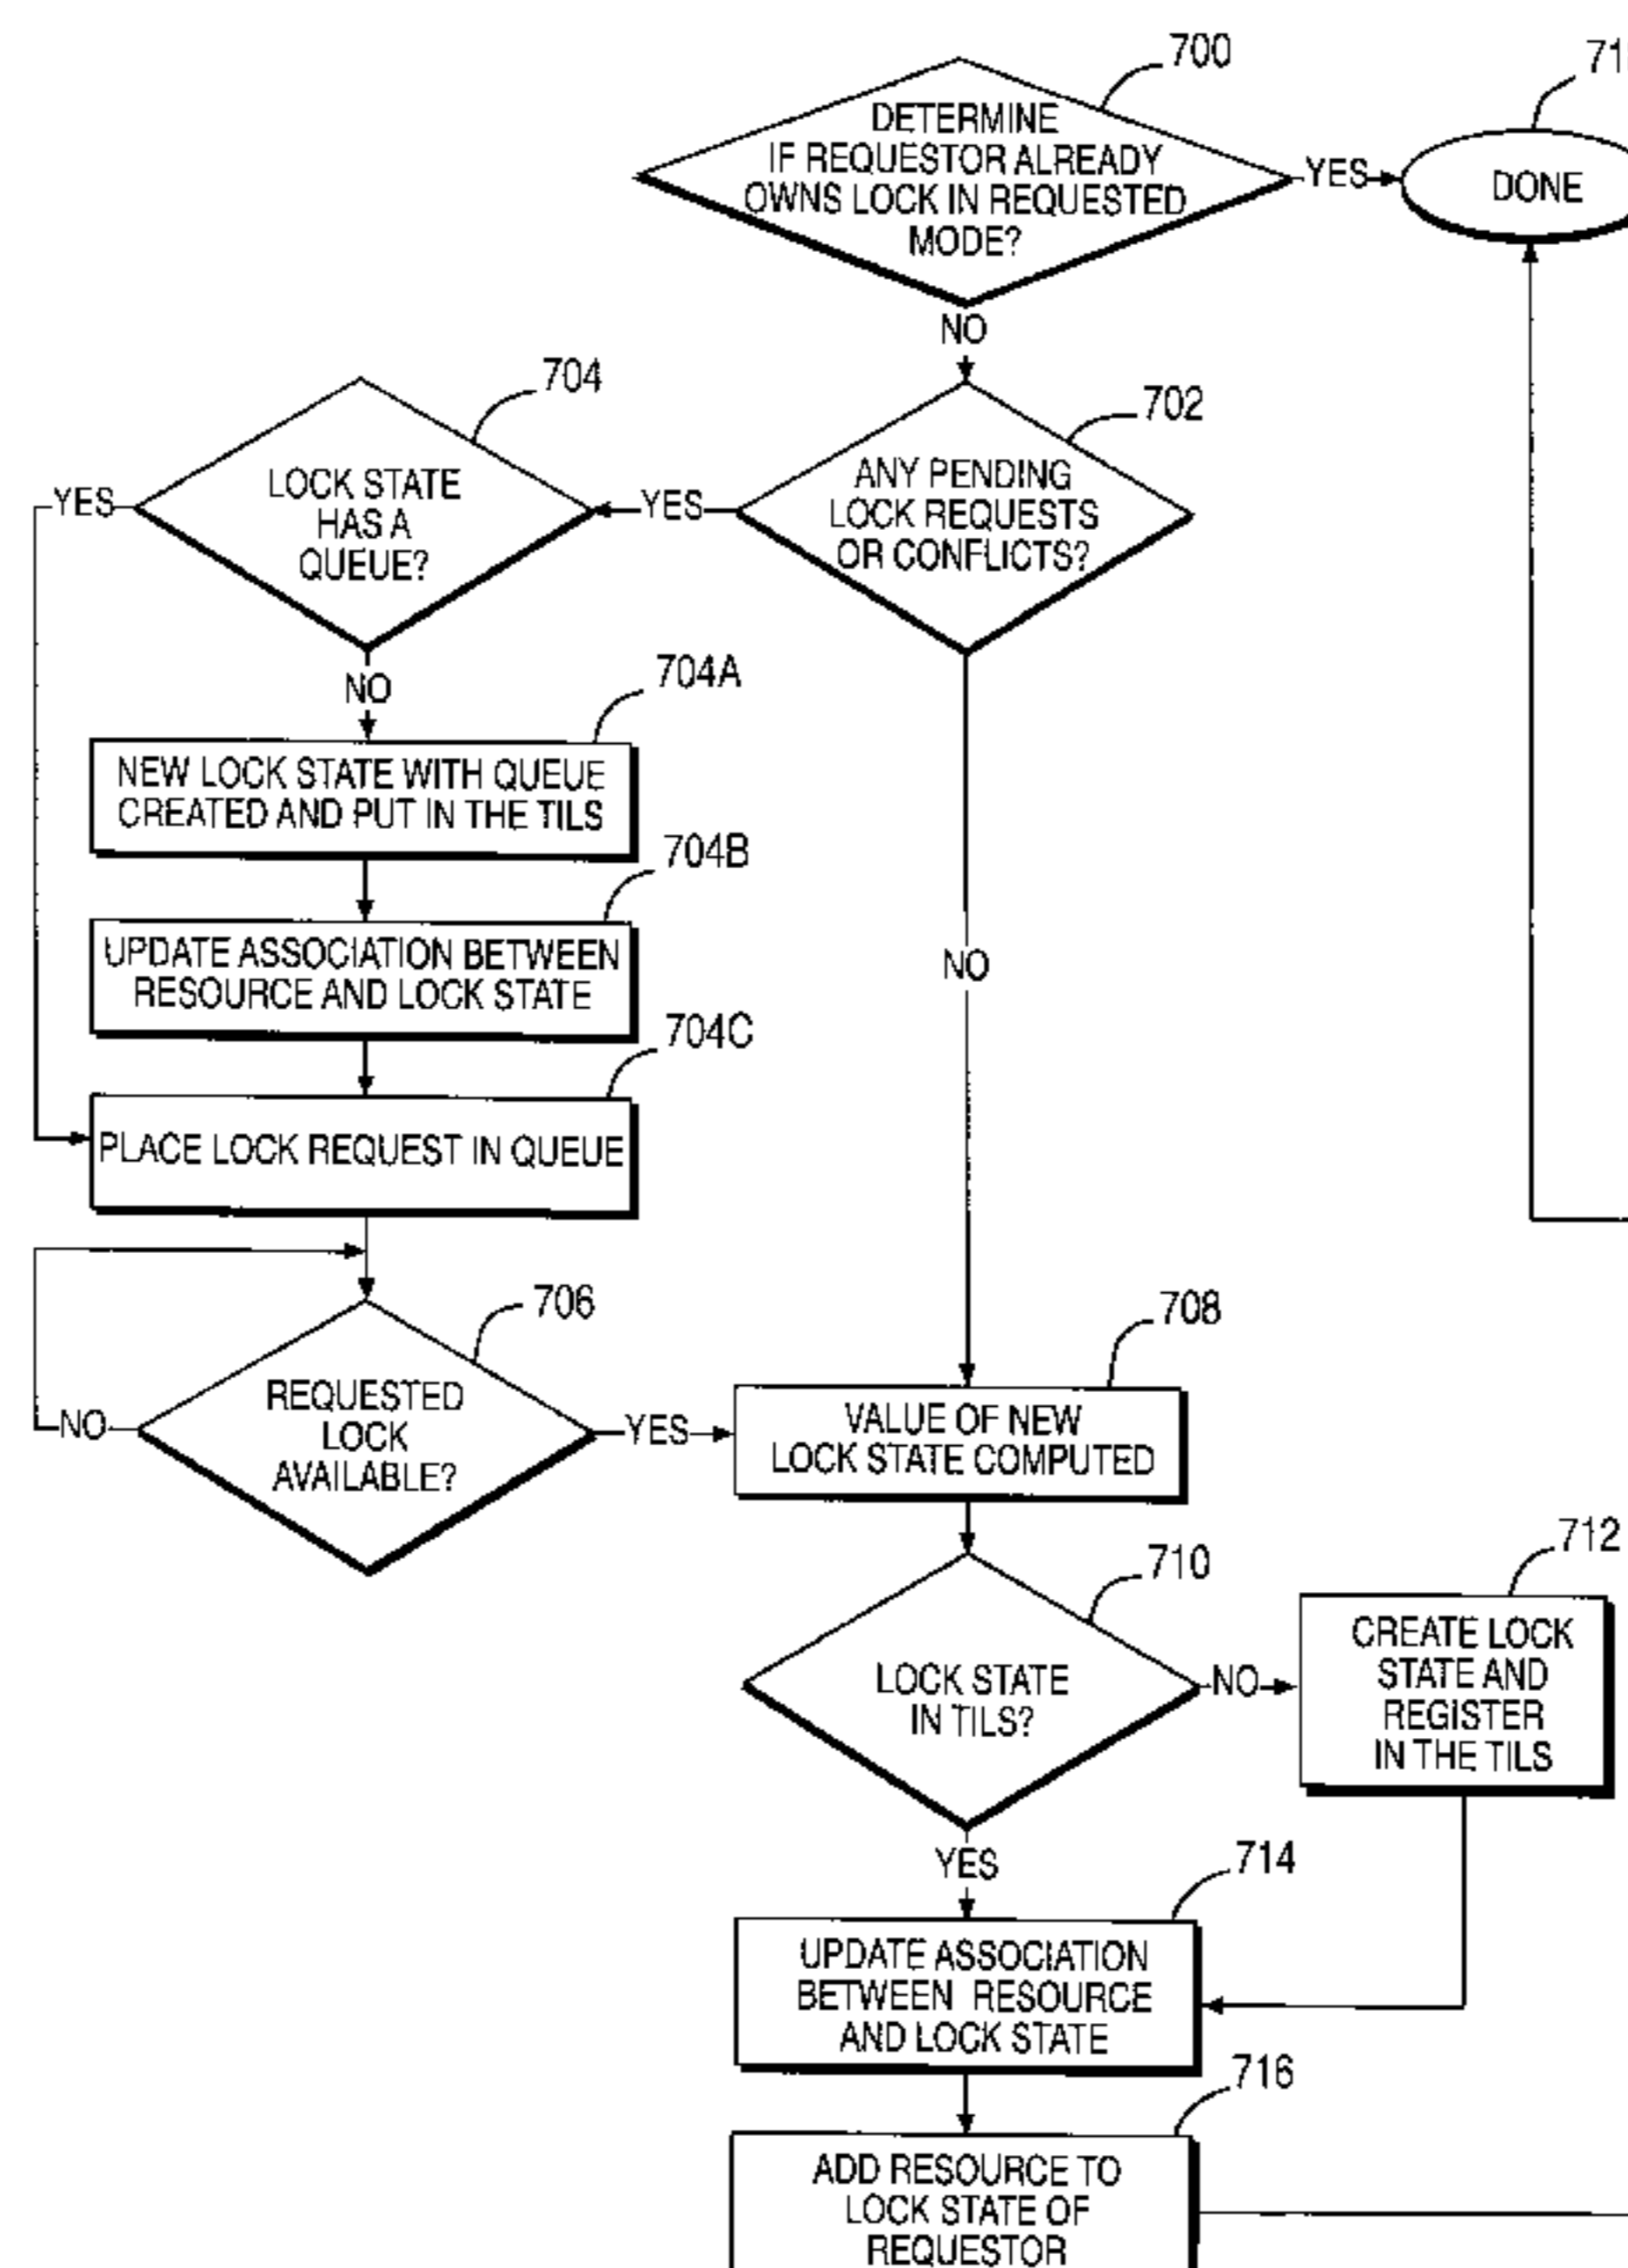 700
DETERMINE
IF REQUESTOR ALREADY
OWNS LOCK IN REQUESTED
MODE?
YES
DONE
NO
704
LOCK STATE
HAS A
QUEUE?
YES
702
ANY PENDING
LOCK REQUESTS
OR CONFLICTS?
YES
NO
704A
NEW LOCK STATE WITH QUEUE
CREATED AND PUT IN THE TILS
704B
UPDATE ASSOCIATION BETWEEN
RESOURCE AND LOCK STATE
704C
PLACE LOCK REQUEST IN QUEUE
NO
706
REQUESTED
LOCK
AVAILABLE?
NO
YES
708
VALUE OF NEW
LOCK STATE COMPUTED
710
LOCK STATE
IN TILS?
NO
712
CREATE LOCK
STATE AND
REGISTER
IN THE TILS
YES
714
UPDATE ASSOCIATION
BETWEEN RESOURCE
AND LOCK STATE
716
ADD RESOURCE TO
LOCK STATE OF
REQUESTOR